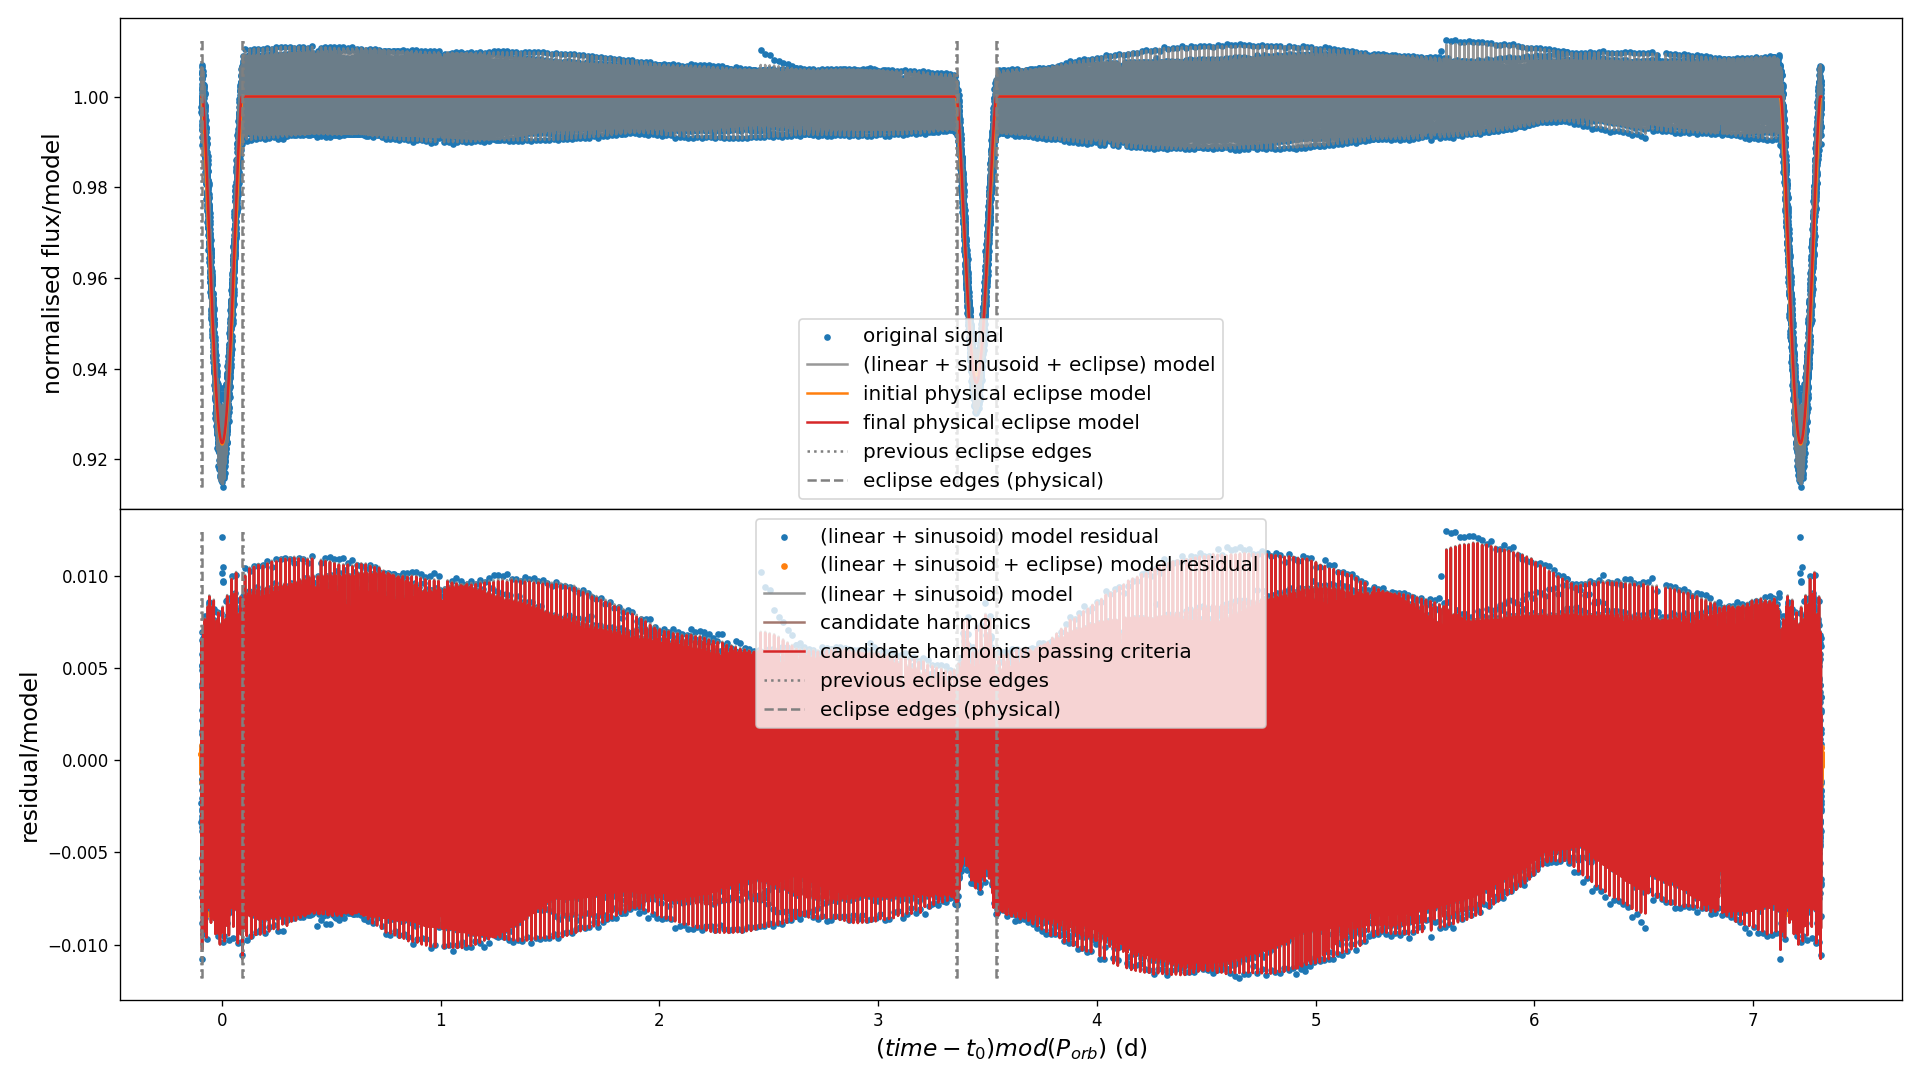 normalised flux/model
1.00
0.98
0.96
0.94
0.92
original signal
(linear + sinusoid + eclipse) model
initial physical eclipse model
final physical eclipse model
previous eclipse edges
eclipse edges (physical)
residual/model
0.010
0.005
0.000
−0.005
−0.010
(linear + sinusoid) model residual
(linear + sinusoid + eclipse) model residual
(linear + sinusoid) model
candidate harmonics
candidate harmonics passing criteria
previous eclipse edges
eclipse edges (physical)
0 1 2 3 4 5 6 7
(time − t₀)mod(P_orb) (d)